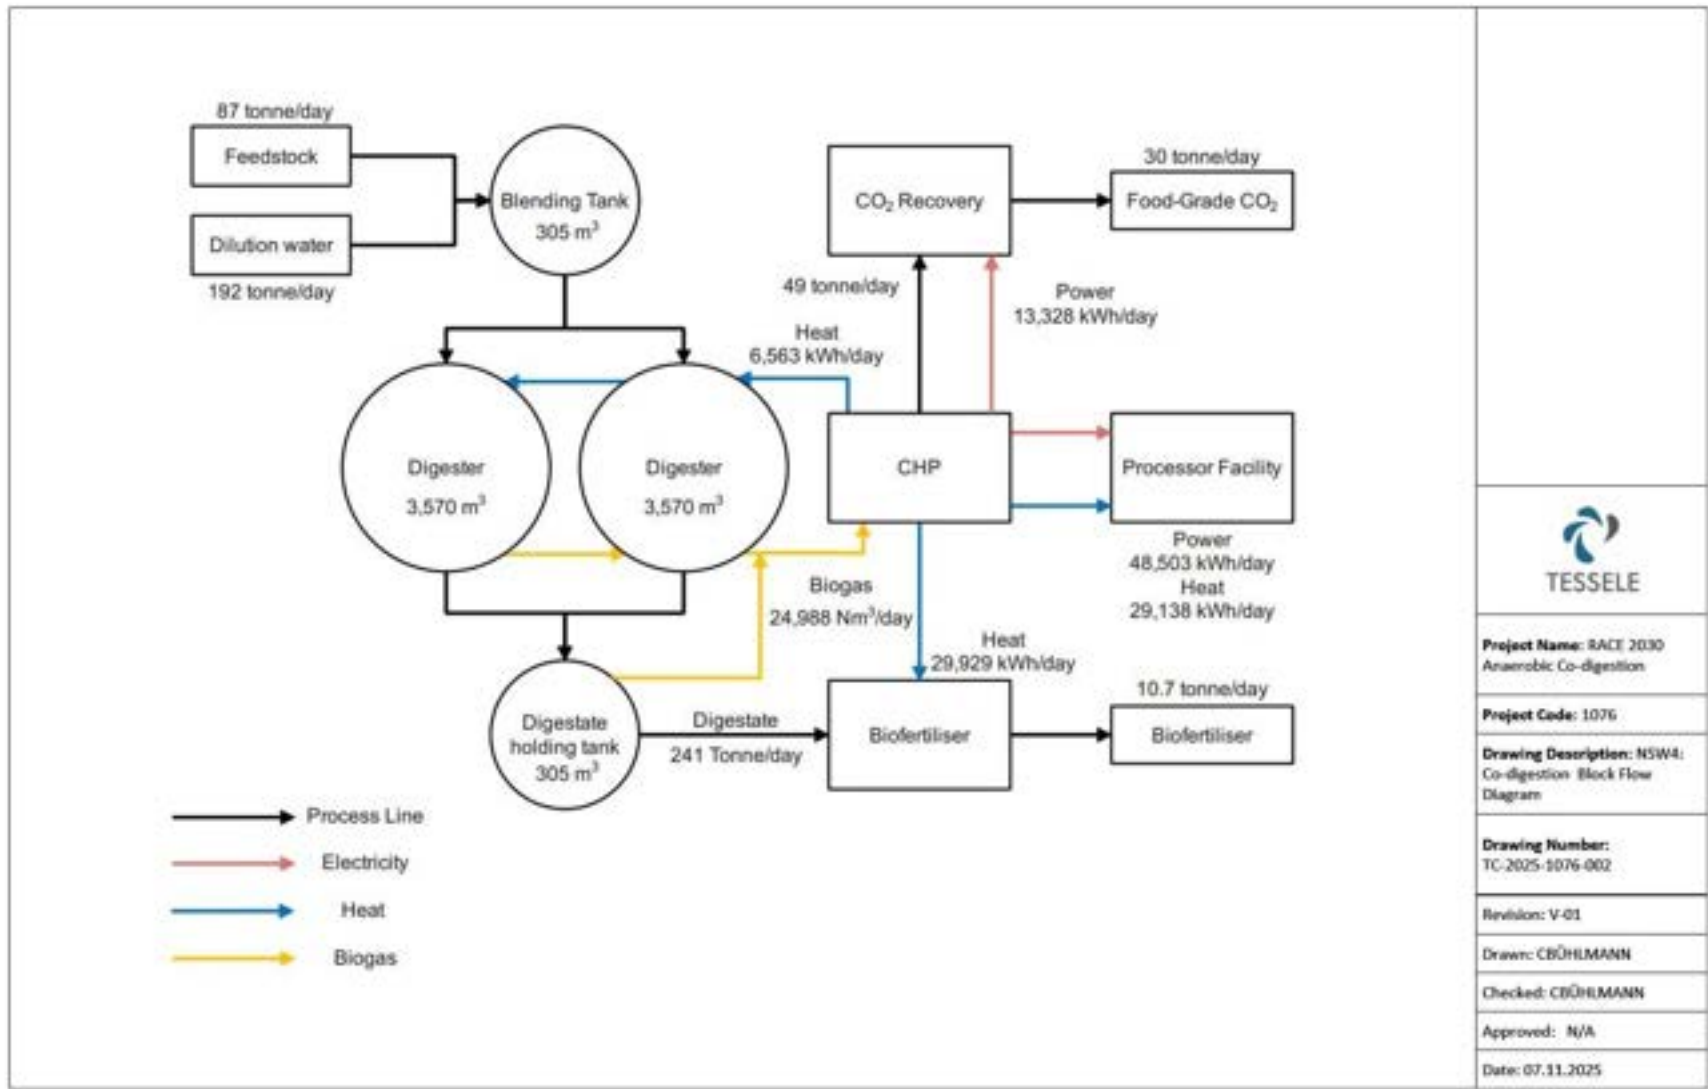 87 tonne/day
Feedstock
Dilution water
192 tonne/day
Blending Tank
305 m³
CO₂ Recovery
30 tonne/day
Food-Grade CO₂
49 tonne/day
Power
13,328 kWh/day
Heat
6,563 kWh/day
Digester
3,570 m³
Digester
3,570 m³
CHP
Processor Facility
Power
48,503 kWh/day
Heat
29,138 kWh/day
Biogas
24,988 Nm³/day
Heat
29,929 kWh/day
Digestate
holding tank
305 m³
Digestate
241 Tonne/day
Biofertiliser
10.7 tonne/day
Biofertiliser
Process Line
Electricity
Heat
Biogas
TESSELE
Project Name: RACE 2030
Anaerobic Co-digestion
Project Code: 1076
Drawing Description: NSW4:
Co-digestion Block Flow
Diagram
Drawing Number:
TC-2025-1076-002
Revision: V-01
Drawn: CBÜHLMANN
Checked: CBÜHLMANN
Approved: N/A
Date: 07.11.2025